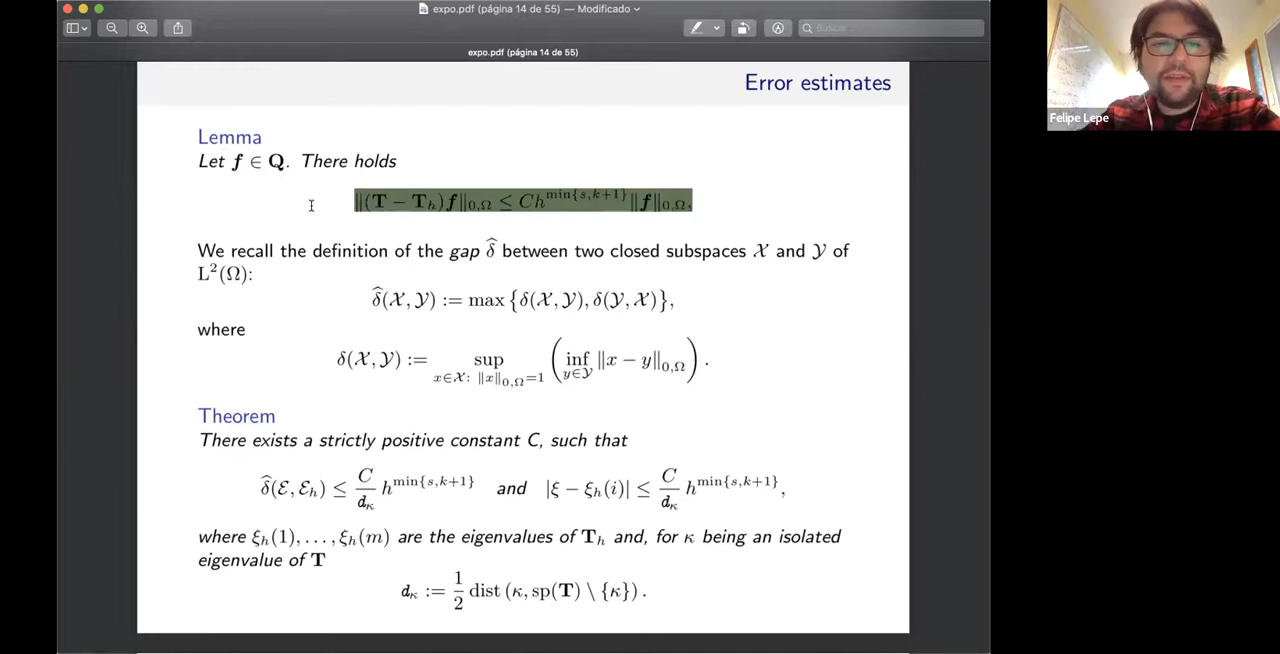 expo.pdf (página 14 de 55) — Modificado
Buscar
expo.pdf (página 14 de 55)
Error estimates
Lemma
Let f ∈ Q. There holds
‖(T − T_h)f‖_{0,Ω} ≤ Ch^{min{s,k+1}}‖f‖_{0,Ω},
We recall the definition of the gap δ̂ between two closed subspaces 𝒳 and 𝒴 of
L²(Ω):
δ̂(𝒳, 𝒴) := max {δ(𝒳, 𝒴), δ(𝒴, 𝒳)},
where
δ(𝒳, 𝒴) := sup_{x∈𝒳: ‖x‖_{0,Ω}=1} (inf_{y∈𝒴} ‖x − y‖_{0,Ω}).
Theorem
There exists a strictly positive constant C, such that
δ̂(ℰ, ℰ_h) ≤ C/d_κ h^{min{s,k+1}} and |ξ − ξ_h(i)| ≤ C/d_κ h^{min{s,k+1}},
where ξ_h(1), . . . , ξ_h(m) are the eigenvalues of T_h and, for κ being an isolated
eigenvalue of T
d_κ := 1/2 dist (κ, sp(T) \ {κ}).
Felipe Lepe